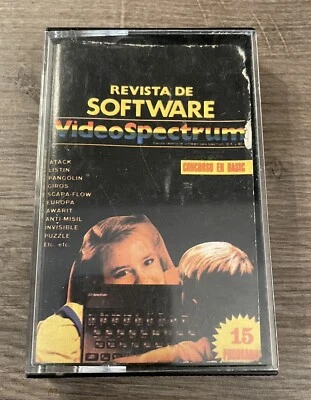 REVISTA DE
SOFTWARE
VideoSpectrum
CONCURSO EN BASIC
ATACK
LISTIN
PANGOLIN
GIROS
SCAPA-FLOW
EUROPA
AWARIT
ANTI-MISIL
INVISIBLE
PUZZLE
Etc. etc.
15
PROGRAMAS